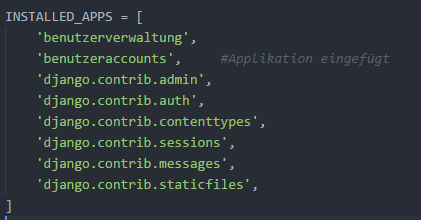 INSTALLED_APPS = [
    'benutzerverwaltung',
    'benutzeraccounts',     #Applikation eingefügt
    'django.contrib.admin',
    'django.contrib.auth',
    'django.contrib.contenttypes',
    'django.contrib.sessions',
    'django.contrib.messages',
    'django.contrib.staticfiles',
]